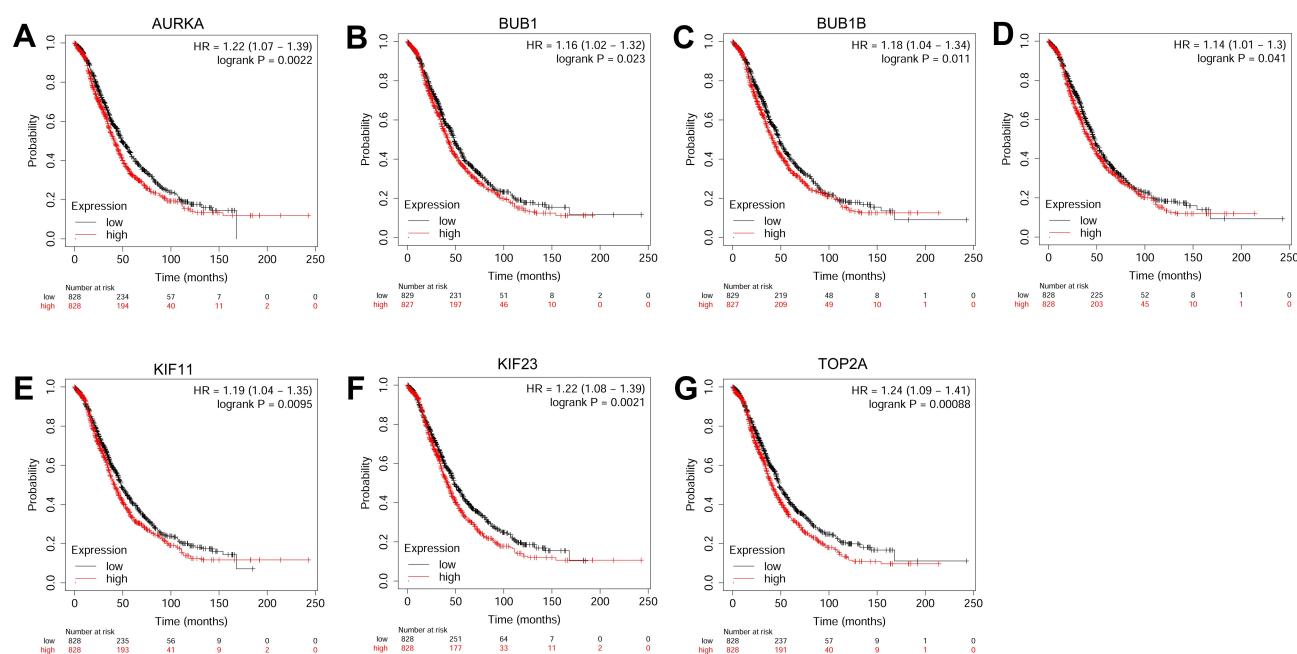 A
AURKA
HR = 1.22 (1.07 − 1.39)
logrank P = 0.0022
Probability
0.0 0.2 0.4 0.6 0.8 1.0
Expression
low
high
0 50 100 150 200 250
Time (months)
Number at risk
low 828 234 57 7 0 0
high 828 194 40 11 2 0
B
BUB1
HR = 1.16 (1.02 − 1.32)
logrank P = 0.023
Probability
0.0 0.2 0.4 0.6 0.8 1.0
Expression
low
high
0 50 100 150 200 250
Time (months)
Number at risk
low 829 231 51 8 2 0
high 827 197 46 10 0 0
C
BUB1B
HR = 1.18 (1.04 − 1.34)
logrank P = 0.011
Probability
0.0 0.2 0.4 0.6 0.8 1.0
Expression
low
high
0 50 100 150 200 250
Time (months)
Number at risk
low 829 219 48 8 1 0
high 827 209 49 10 1 0
D
HR = 1.14 (1.01 − 1.3)
logrank P = 0.041
Probability
0.0 0.2 0.4 0.6 0.8 1.0
Expression
low
high
0 50 100 150 200 250
Time (months)
Number at risk
low 828 225 52 8 1 0
high 828 203 45 10 1 0
E
KIF11
HR = 1.19 (1.04 − 1.35)
logrank P = 0.0095
Probability
0.0 0.2 0.4 0.6 0.8 1.0
Expression
low
high
0 50 100 150 200 250
Time (months)
Number at risk
low 828 235 56 9 0 0
high 828 193 41 9 2 0
F
KIF23
HR = 1.22 (1.08 − 1.39)
logrank P = 0.0021
Probability
0.0 0.2 0.4 0.6 0.8 1.0
Expression
low
high
0 50 100 150 200 250
Time (months)
Number at risk
low 828 251 64 7 0 0
high 828 177 33 11 2 0
G
TOP2A
HR = 1.24 (1.09 − 1.41)
logrank P = 0.00088
Probability
0.0 0.2 0.4 0.6 0.8 1.0
Expression
low
high
0 50 100 150 200 250
Time (months)
Number at risk
low 828 237 57 9 1 0
high 828 191 40 9 1 0